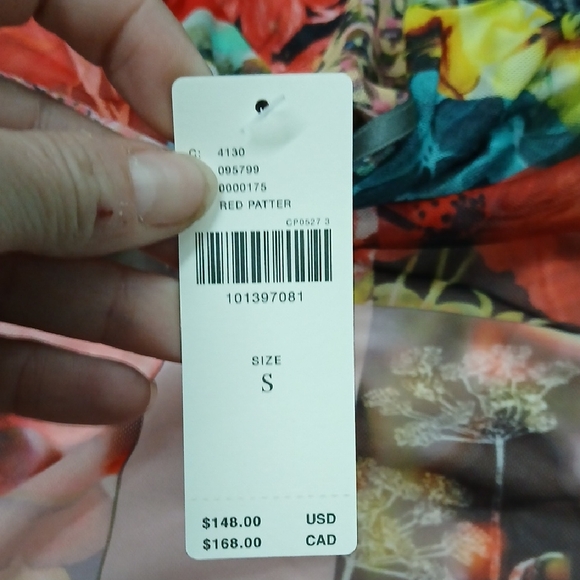 C: 4130
095799
0000175
RED PATTER
CP0527 3
101397081
SIZE
S
$148.00 USD
$168.00 CAD